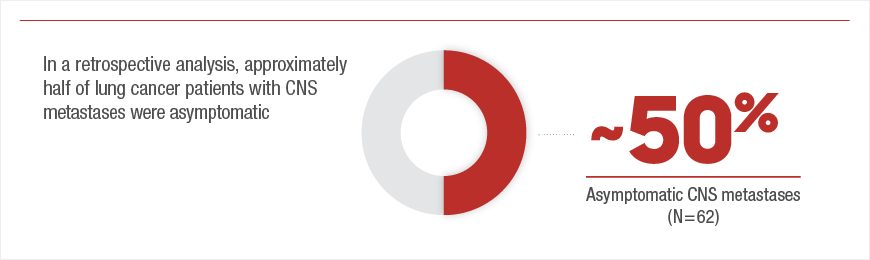 In a retrospective analysis, approximately
half of lung cancer patients with CNS
metastases were asymptomatic
~50%
Asymptomatic CNS metastases
(N=62)